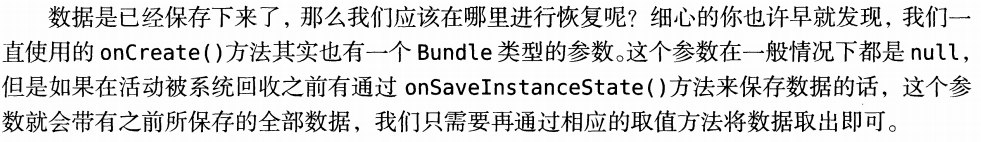 数据是已经保存下来了，那么我们应该在哪里进行恢复呢？细心的你也许早就发现，我们一
直使用的 onCreate()方法其实也有一个 Bundle 类型的参数。这个参数在一般情况下都是 null，
但是如果在活动被系统回收之前有通过 onSaveInstanceState()方法来保存数据的话，这个参
数就会带有之前所保存的全部数据，我们只需要再通过相应的取值方法将数据取出即可。